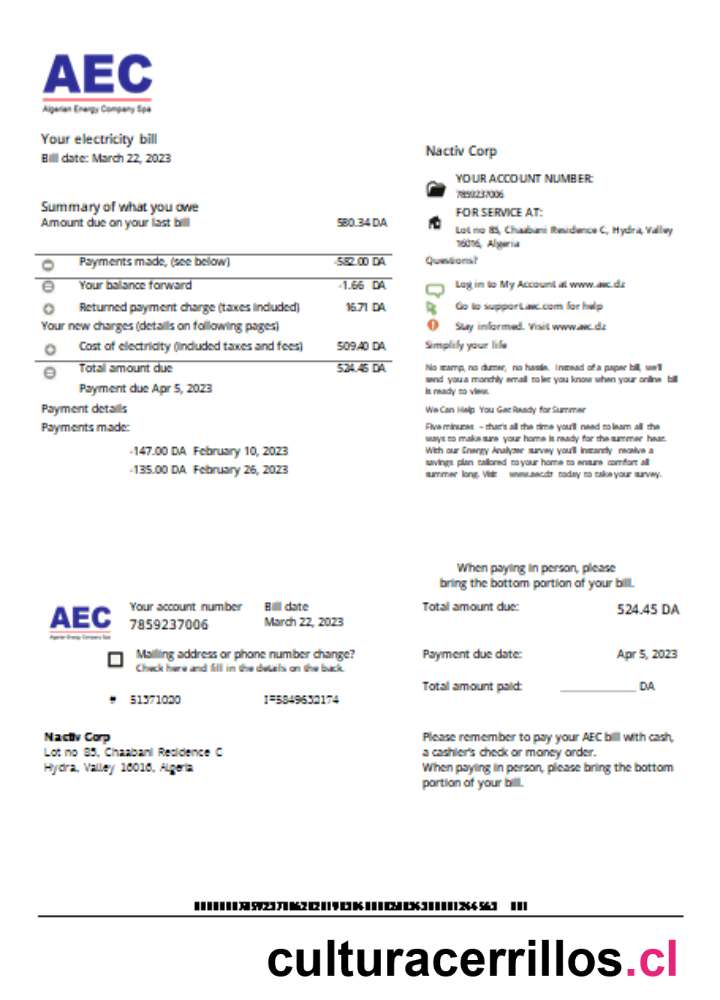 AEC
Algerian Energy Company Spa
Your electricity bill
Bill date: March 22, 2023
Summary of what you owe
Amount due on your last bill 580.34 DA
Payments made, (see below) -582.00 DA
Your balance forward -1.66 DA
Returned payment charge (taxes included) 16.71 DA
Your new charges (details on following pages)
Cost of electricity (included taxes and fees) 509.40 DA
Total amount due 524.45 DA
Payment due Apr 5, 2023
Payment details
Payments made:
-147.00 DA February 10, 2023
-135.00 DA February 26, 2023
Nactiv Corp
YOUR ACCOUNT NUMBER:
7859237006
FOR SERVICE AT:
Lot no 85, Chaabani Residence C, Hydra, Valley
16016, Algeria
Questions?
Log in to My Account at www.aec.dz
Go to support.aec.com for help
Stay informed. Visit www.aec.dz
Simplify your life
No stamp, no clutter, no hassle. Instead of a paper bill, we'll
send you a monthly email to let you know when your online bill
is ready to view.
We Can Help You Get Ready for Summer
Five minutes – that's all the time you'll need to learn all the
ways to make sure your home is ready for the summer heat.
With our Energy Analyzer survey you'll instantly receive a
savings plan tailored to your home to ensure comfort all
summer long. Visit www.aec.dz today to take your survey.
When paying in person, please
bring the bottom portion of your bill.
AEC
Algerian Energy Company Spa
Your account number Bill date
7859237006 March 22, 2023
Mailing address or phone number change?
Check here and fill in the details on the back.
# 51371020 I=5849632174
Nactiv Corp
Lot no 85, Chaabani Residence C
Hydra, Valley 16016, Algeria
Total amount due: 524.45 DA
Payment due date: Apr 5, 2023
Total amount paid: ____________ DA
Please remember to pay your AEC bill with cash,
a cashier's check or money order.
When paying in person, please bring the bottom
portion of your bill.
culturacerrillos.cl